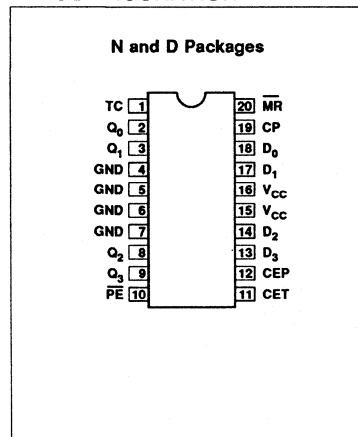 N and D Packages
TC 1 20 M̅R̅
Q0 2 19 CP
Q1 3 18 D0
GND 4 17 D1
GND 5 16 VCC
GND 6 15 VCC
GND 7 14 D2
Q2 8 13 D3
Q3 9 12 CEP
P̅E̅ 10 11 CET